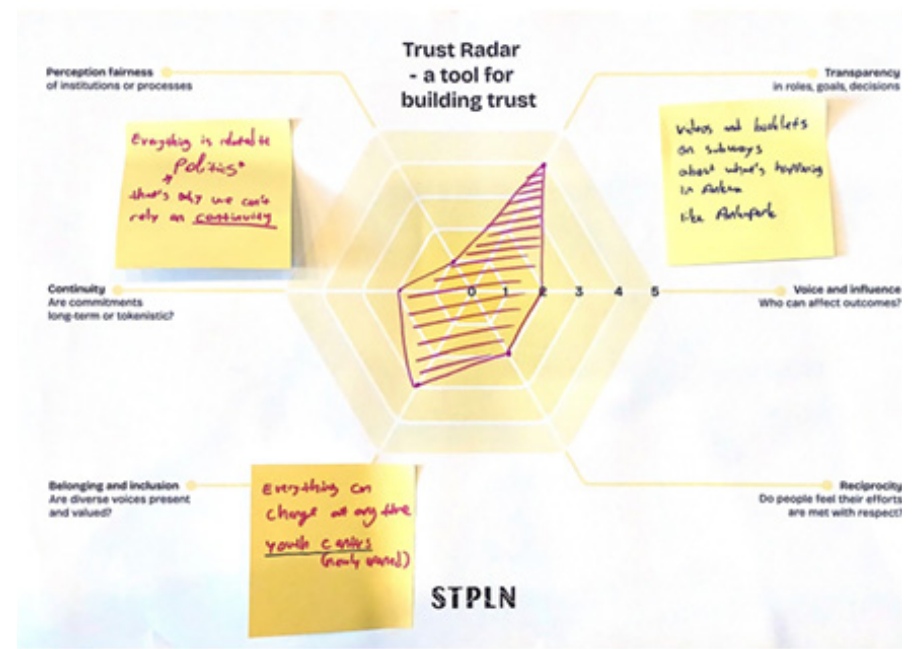 Trust Radar
- a tool for
building trust
Perception fairness
of institutions or processes
Transparency
in roles, goals, decisions
Everything is related to
Politics"
that's why we can't
rely on continuity
Videos and booklets
on subways
about what's happening
in Ankara
like Ankapark
Continuity
Are commitments
long-term or tokenistic?
0 1 2 3 4 5
Voice and influence
Who can affect outcomes?
Belonging and inclusion
Are diverse voices present
and valued?
Everything can
change at any time
youth centers
(newly opened)
Reciprocity
Do people feel their efforts
are met with respect?
STPLN